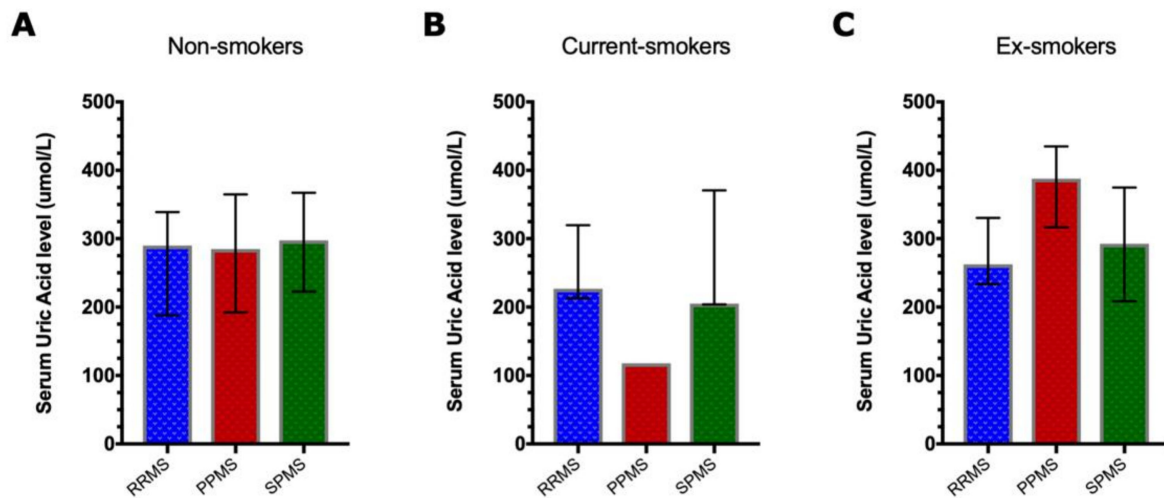 A
Non-smokers
Serum Uric Acid level (umol/L)
500
400
300
200
100
0
RRMS
PPMS
SPMS
B
Current-smokers
Serum Uric Acid level (umol/L)
500
400
300
200
100
0
RRMS
PPMS
SPMS
C
Ex-smokers
Serum Uric Acid level (umol/L)
500
400
300
200
100
0
RRMS
PPMS
SPMS